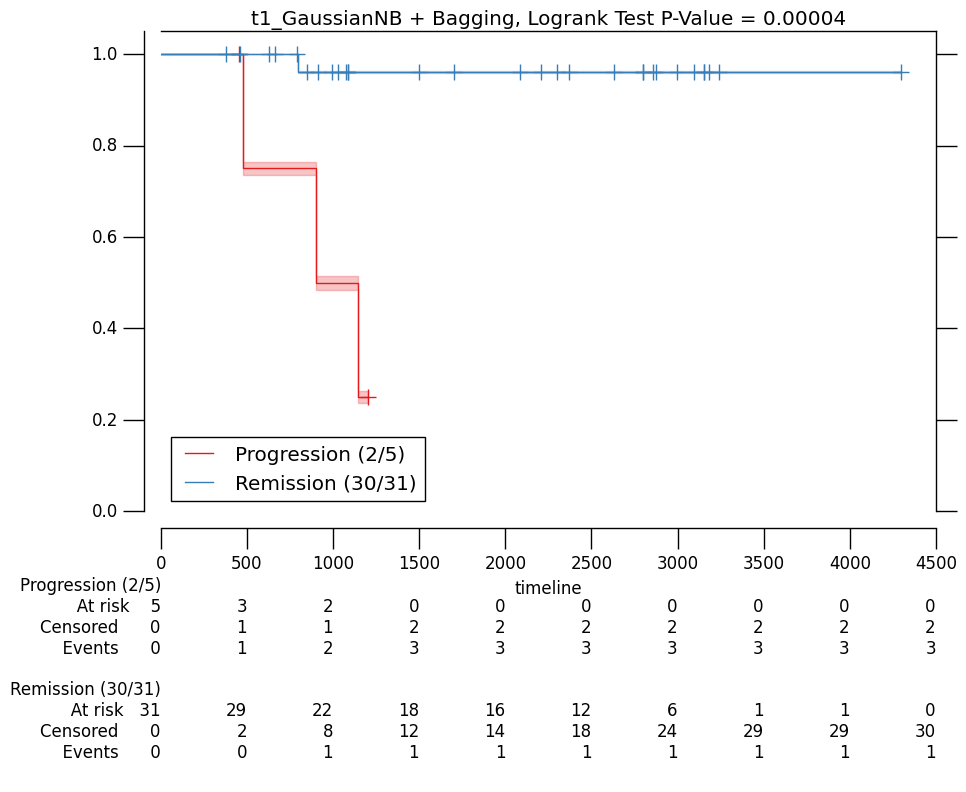 t1_GaussianNB + Bagging, Logrank Test P-Value = 0.00004
1.0
0.8
0.6
0.4
0.2
0.0
Progression (2/5)
Remission (30/31)
0 500 1000 1500 2000 2500 3000 3500 4000 4500
timeline
Progression (2/5)
At risk 5 3 2 0 0 0 0 0 0 0
Censored 0 1 1 2 2 2 2 2 2 2
Events 0 1 2 3 3 3 3 3 3 3
Remission (30/31)
At risk 31 29 22 18 16 12 6 1 1 0
Censored 0 2 8 12 14 18 24 29 29 30
Events 0 0 1 1 1 1 1 1 1 1